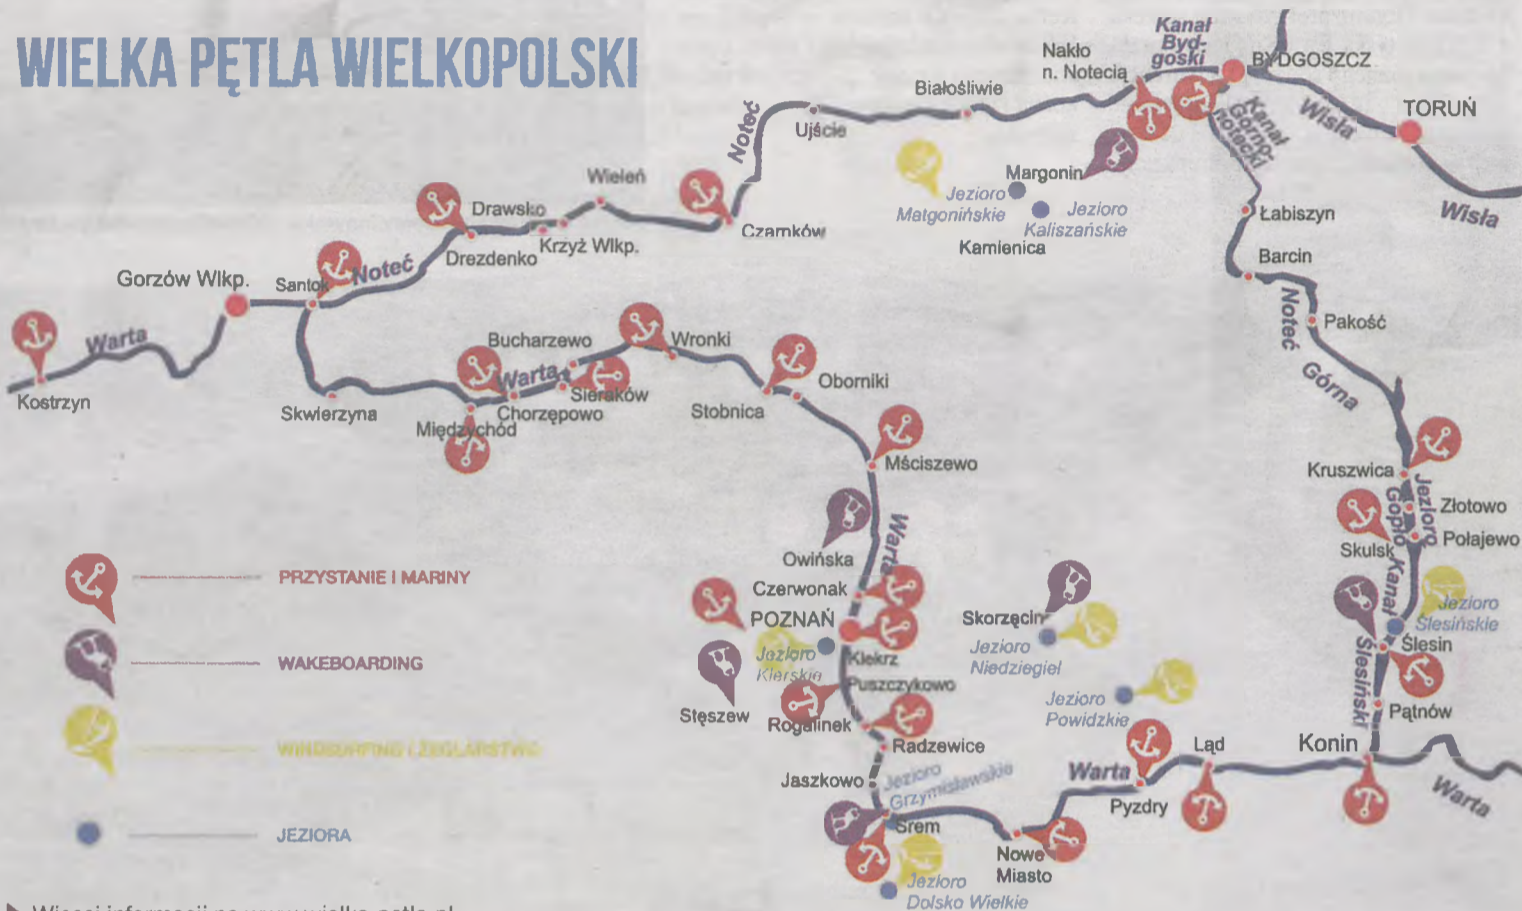 WIELKA PĘTLA WIELKOPOLSKI
Kanał
Byd-
goski
Nakło
n. Notecią
BYDGOSZCZ
Białośliwie
Noteć
Ujście
Wisła
TORUŃ
Kanał
Górno-
notecki
Margonin
Jezioro
Matgonińskie
Jezioro
Kaliszańskie
Kamienica
Wisła
Łabiszyn
Wieleń
Drawsko
Krzyż Wlkp.
Czarnków
Drezdenko
Noteć
Barcin
Gorzów Wlkp.
Santok
Noteć
Górna
Pakość
Warta
Kostrzyn
Bucharzewo
Wronki
Warta
Sieraków
Skwierzyna
Chorzępowo
Międzychód
Stobnica
Oborniki
Mściszewo
Kruszwica
Jezioro
Gopło
Złotowo
Połajewo
Skulsk
Warta
Owińska
Czerwonak
POZNAŃ
Jezioro
Kierskie
Kiekrz
Puszczykowo
Stęszew
Rogalinek
Radzewice
Jaszkowo
Jezioro
Grzymisławskie
Śrem
Jezioro
Dolsko Wielkie
Nowe
Miasto
Skorzęcin
Jezioro
Niedziegiel
Jezioro
Powidzkie
Warta
Pyzdry
Ląd
Konin
Kanał
Ślesiński
Jezioro
Ślesińskie
Ślesin
Pątnów
Warta
PRZYSTANIE I MARINY
WAKEBOARDING
WINDSURFING I ŻEGLARSTWO
JEZIORA